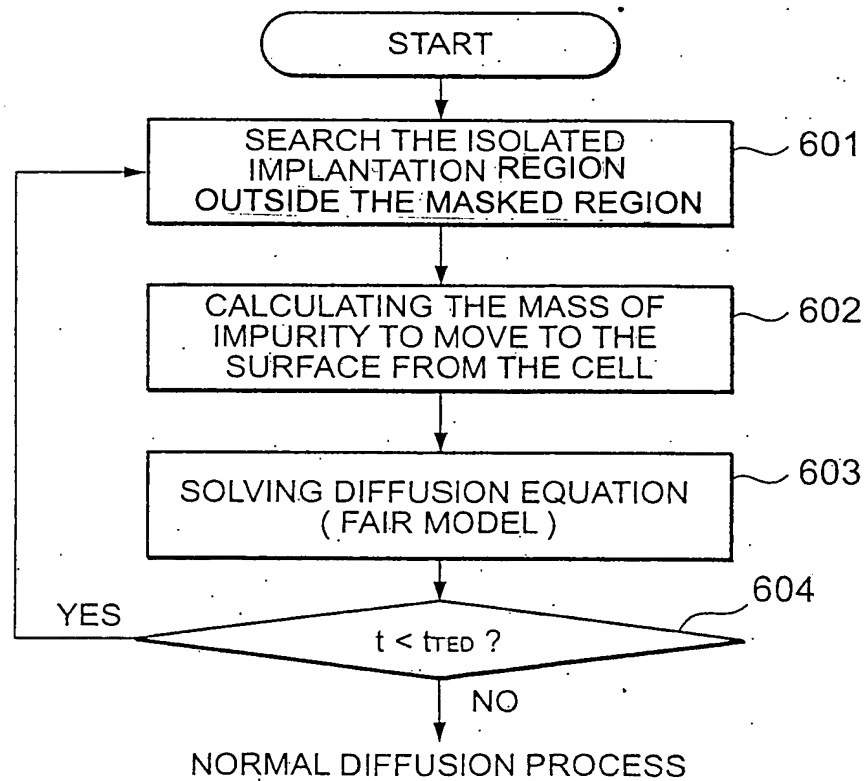 START
SEARCH THE ISOLATED
IMPLANTATION REGION
OUTSIDE THE MASKED REGION
601
CALCULATING THE MASS OF
IMPURITY TO MOVE TO THE
SURFACE FROM THE CELL
602
SOLVING DIFFUSION EQUATION
( FAIR MODEL )
603
604
YES
t < tTED ?
NO
NORMAL DIFFUSION PROCESS